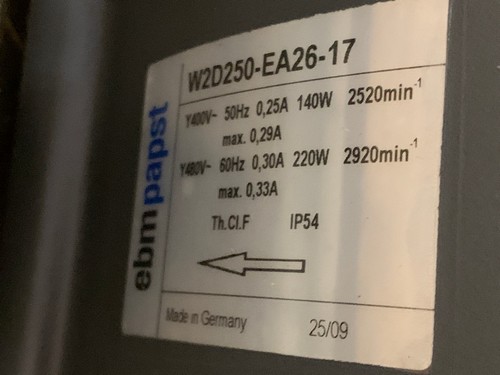 W2D250-EA26-17
Y400V~ 50Hz 0,25A 140W 2520min-1
max. 0,29A
Y480V~ 60Hz 0,30A 220W 2920min-1
max. 0,33A
Th.Cl.F IP54
Made in Germany 25/09
ebmpapst